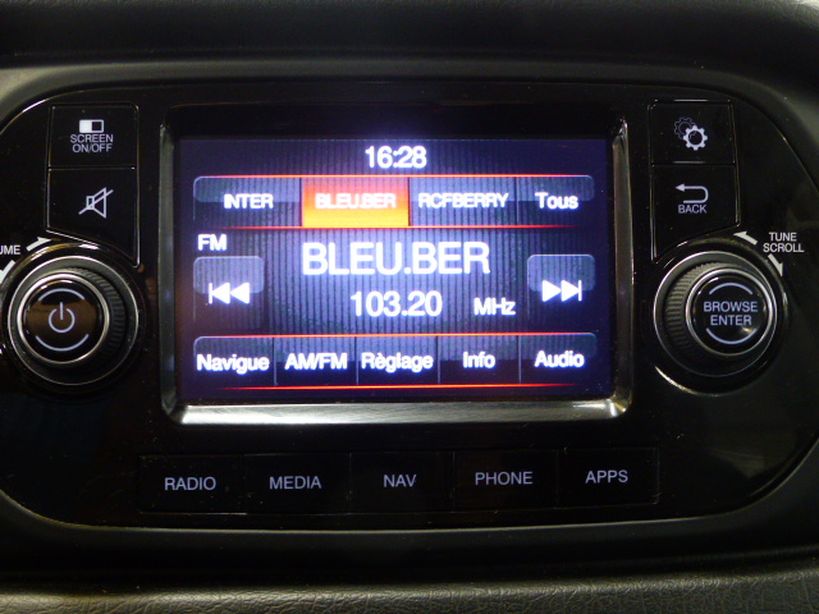 SCREEN
ON/OFF
16:28
INTER BLEU.BER RCFBERRY Tous
BACK
FM
BLEU.BER
TUNE
SCROLL
103.20 MHz
BROWSE
ENTER
Navigue AM/FM Règlage Info Audio
RADIO MEDIA NAV PHONE APPS